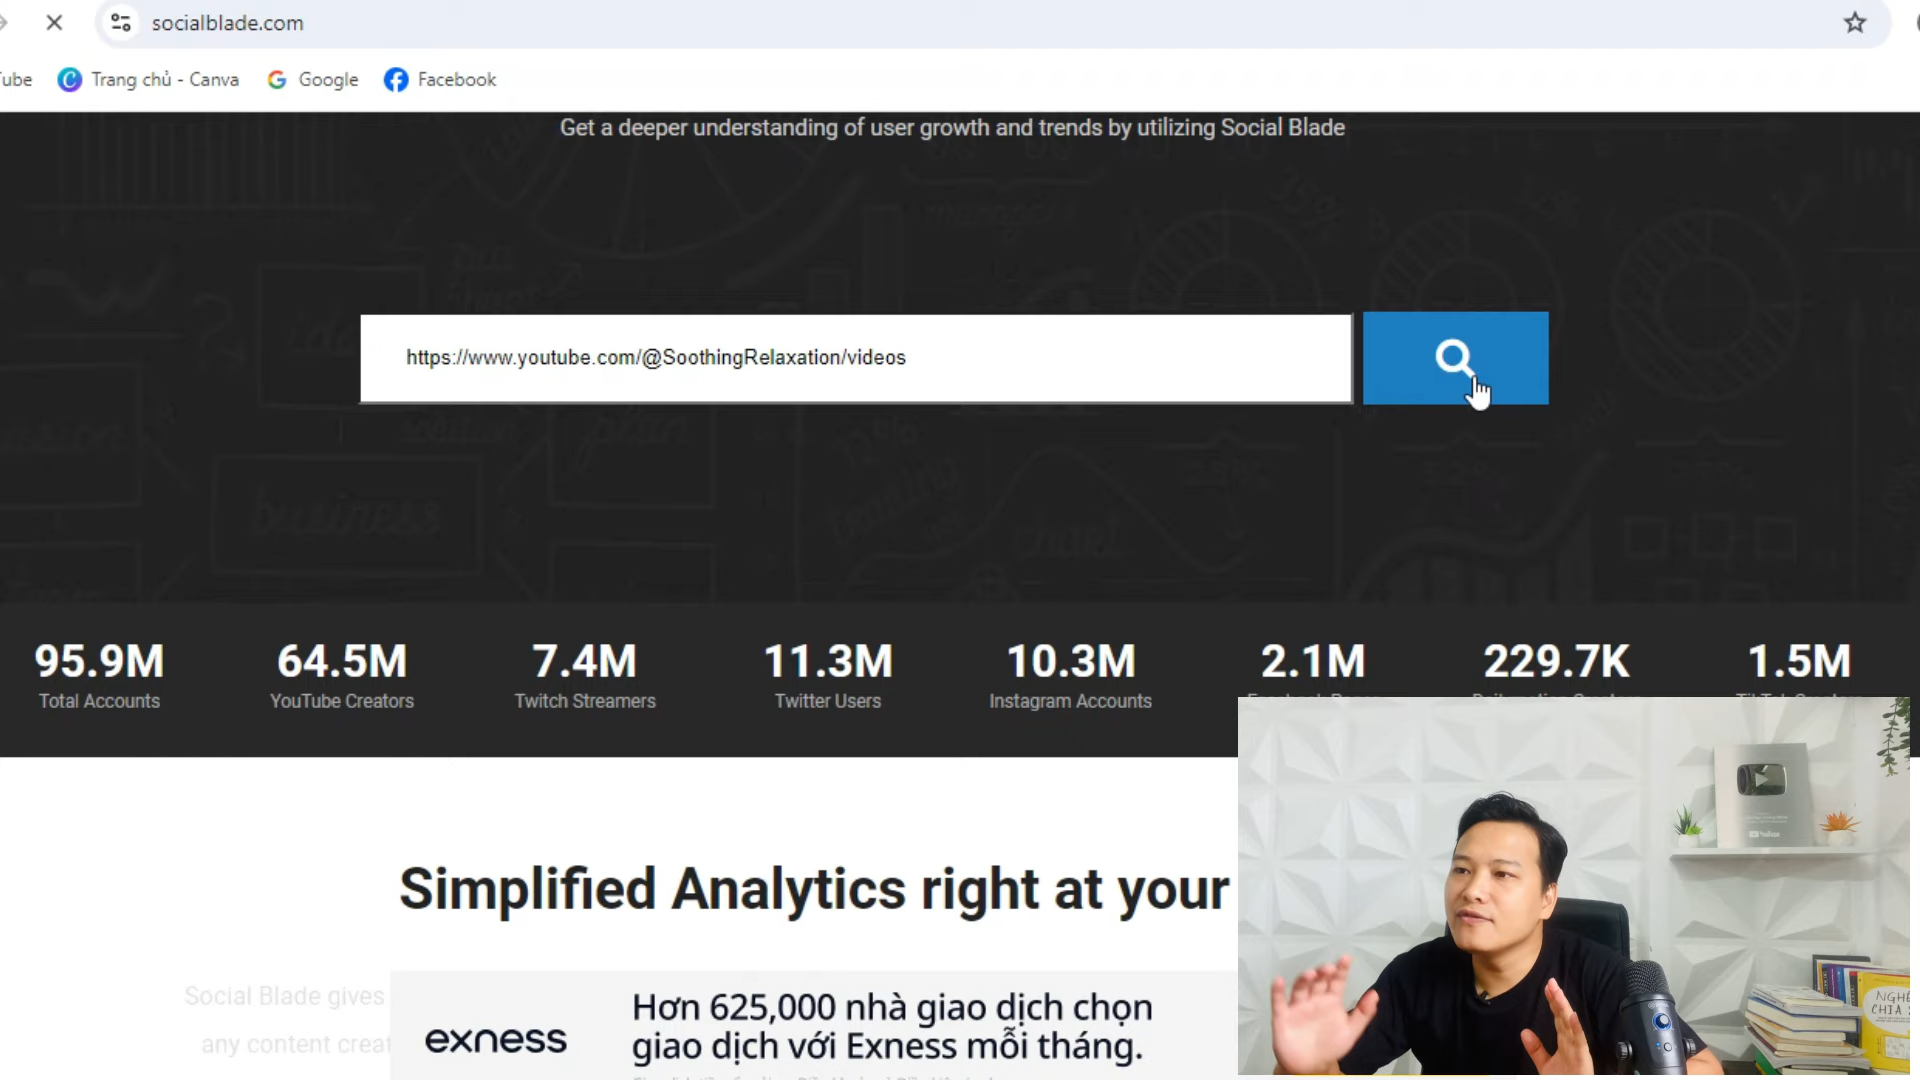 socialblade.com
ube
Trang chủ - Canva
Google
Facebook
Get a deeper understanding of user growth and trends by utilizing Social Blade
https://www.youtube.com/@SoothingRelaxation/videos
95.9M
Total Accounts
64.5M
YouTube Creators
7.4M
Twitch Streamers
11.3M
Twitter Users
10.3M
Instagram Accounts
2.1M
229.7K
1.5M
Simplified Analytics right at your
Social Blade gives
any content creat
exness
Hơn 625,000 nhà giao dịch chọn
giao dịch với Exness mỗi tháng.
YouTube
NGH
CHIA S